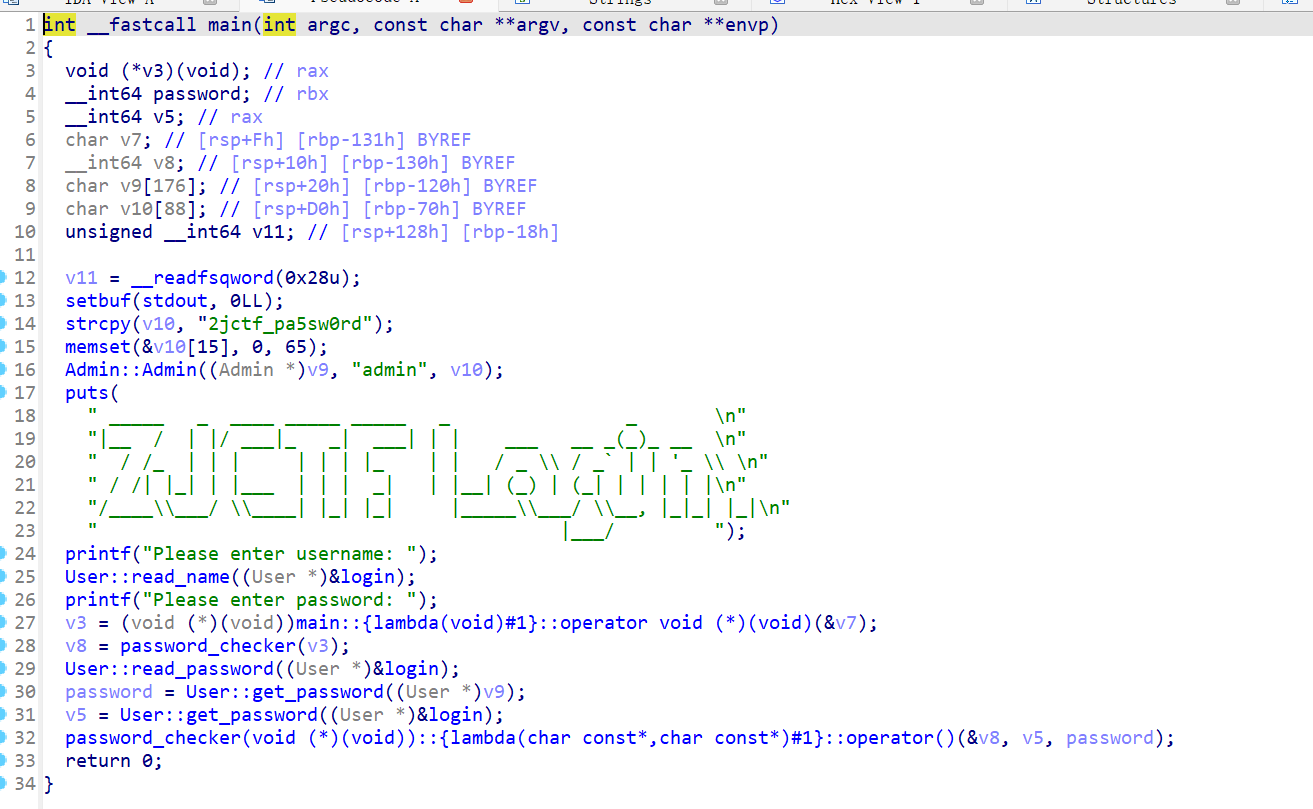 IDA View-A Pseudocode-A Strings Hex View-1 Structures
1 int __fastcall main(int argc, const char **argv, const char **envp)
2 {
3 void (*v3)(void); // rax
4 __int64 password; // rbx
5 __int64 v5; // rax
6 char v7; // [rsp+Fh] [rbp-131h] BYREF
7 __int64 v8; // [rsp+10h] [rbp-130h] BYREF
8 char v9[176]; // [rsp+20h] [rbp-120h] BYREF
9 char v10[88]; // [rsp+D0h] [rbp-70h] BYREF
10 unsigned __int64 v11; // [rsp+128h] [rbp-18h]
11
12 v11 = __readfsqword(0x28u);
13 setbuf(stdout, 0LL);
14 strcpy(v10, "2jctf_pa5sw0rd");
15 memset(&v10[15], 0, 65);
16 Admin::Admin((Admin *)v9, "admin", v10);
17 puts(
18 " _____   _  ____ _____ _____   _                _       \n"
19 "|__  /  | |/ ___|_   _|  ___| | |     ___   __ _(_)_ __  \n"
20 "  / /_  | | |     | | | |_    | |    / _ \\ / _` | | '_ \\ \n"
21 " / /| |_| | |___  | | |  _|   | |__| (_) | (_| | | | | |\n"
22 "/____\\___/ \\____| |_| |_|    |_____\\___/ \\__, |_|_| |_|\n"
23 "                                          |___/         ");
24 printf("Please enter username: ");
25 User::read_name((User *)&login);
26 printf("Please enter password: ");
27 v3 = (void (*)(void))main::{lambda(void)#1}::operator void (*)(void)(&v7);
28 v8 = password_checker(v3);
29 User::read_password((User *)&login);
30 password = User::get_password((User *)v9);
31 v5 = User::get_password((User *)&login);
32 password_checker(void (*)(void))::{lambda(char const*,char const*)#1}::operator()(&v8, v5, password);
33 return 0;
34 }